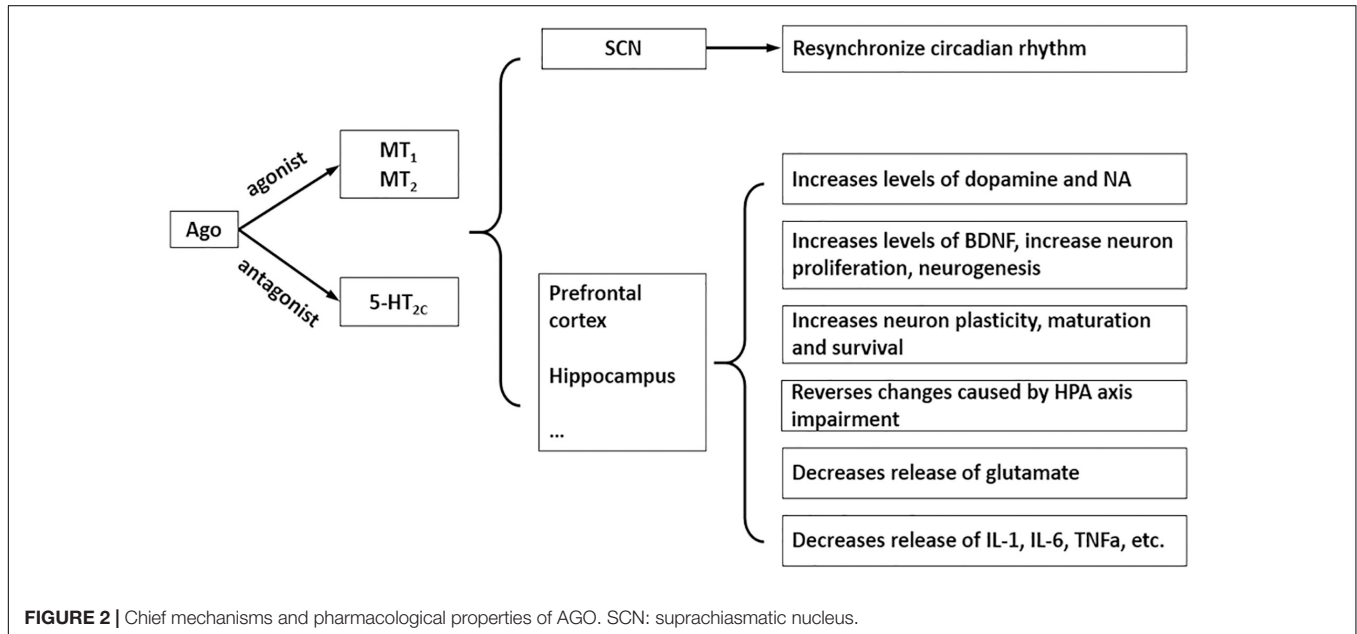 SCN
Resynchronize circadian rhythm
agonist
MT₁
MT₂
Ago
antagonist
5-HT₂C
Prefrontal
cortex
Hippocampus
...
Increases levels of dopamine and NA
Increases levels of BDNF, increase neuron
proliferation, neurogenesis
Increases neuron plasticity, maturation
and survival
Reverses changes caused by HPA axis
impairment
Decreases release of glutamate
Decreases release of IL-1, IL-6, TNFa, etc.
FIGURE 2 | Chief mechanisms and pharmacological properties of AGO. SCN: suprachiasmatic nucleus.